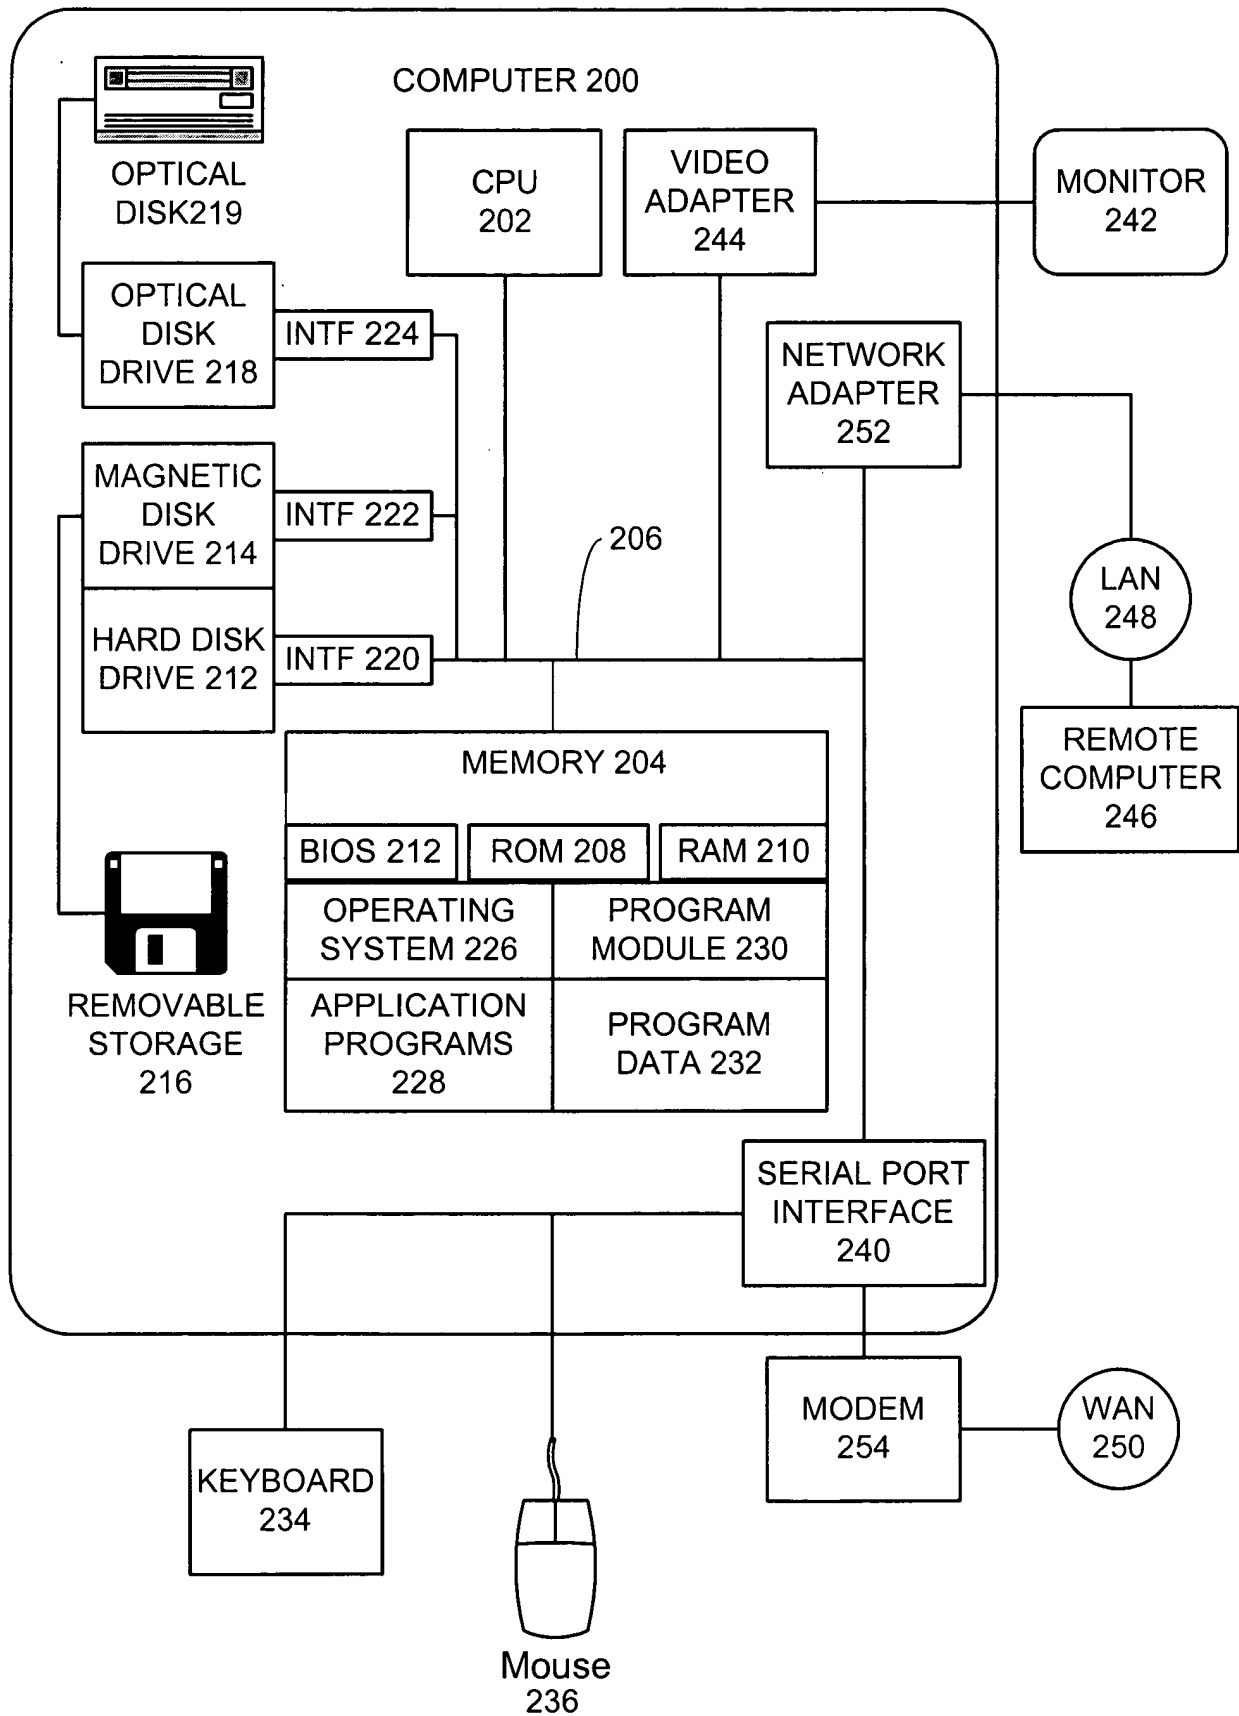 COMPUTER 200
OPTICAL
DISK219
CPU
202
VIDEO
ADAPTER
244
MONITOR
242
OPTICAL
DISK
DRIVE 218
INTF 224
NETWORK
ADAPTER
252
MAGNETIC
DISK
DRIVE 214
INTF 222
206
LAN
248
HARD DISK
DRIVE 212
INTF 220
REMOTE
COMPUTER
246
MEMORY 204
BIOS 212
ROM 208
RAM 210
OPERATING
SYSTEM 226
PROGRAM
MODULE 230
REMOVABLE
STORAGE
216
APPLICATION
PROGRAMS
228
PROGRAM
DATA 232
SERIAL PORT
INTERFACE
240
KEYBOARD
234
Mouse
236
MODEM
254
WAN
250